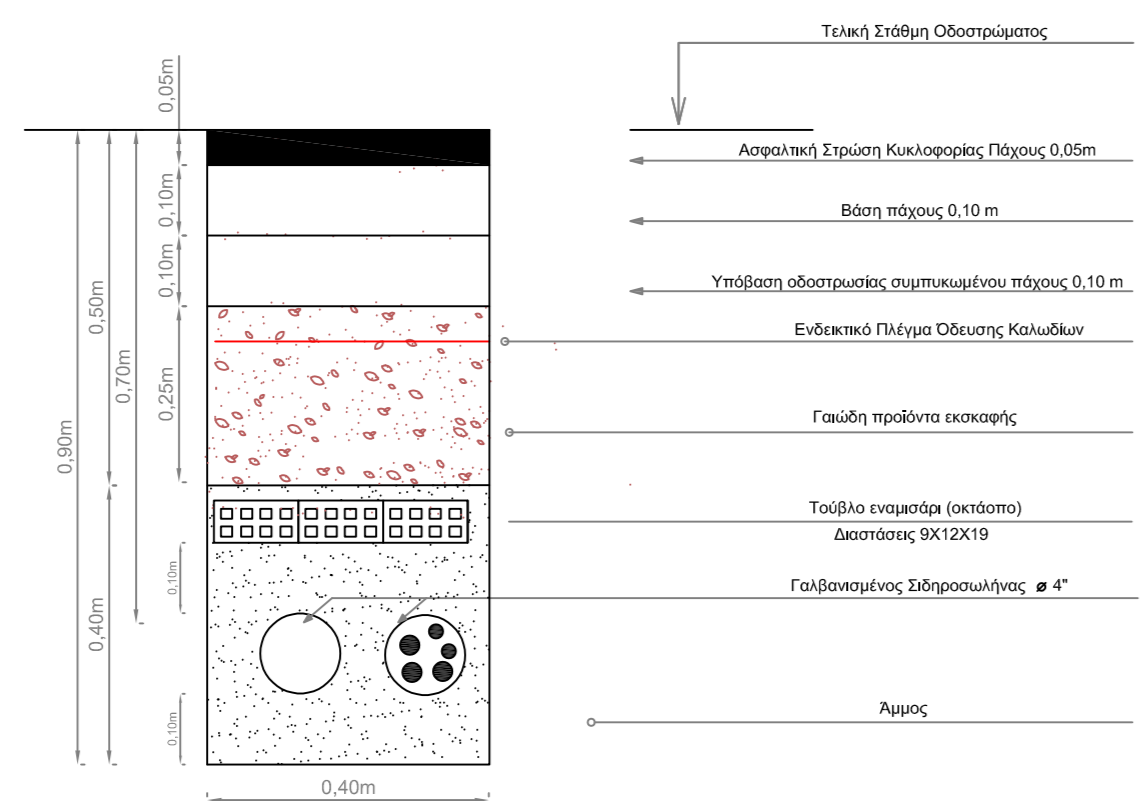 Τελική Στάθμη Οδοστρώματος
0,05m
Ασφαλτική Στρώση Κυκλοφορίας Πάχους 0,05m
0,10m
Βάση πάχους 0,10 m
0,10m
Υπόβαση οδοστρωσίας συμπυκωμένου πάχους 0,10 m
0,50m
Ενδεικτικό Πλέγμα Όδευσης Καλωδίων
0,70m
0,25m
Γαιώδη προϊόντα εκσκαφής
0,90m
Τούβλο εναμισάρι (οκτάοπο)
Διαστάσεις 9X12X19
0,10m
Γαλβανισμένος Σιδηροσωλήνας ø 4"
0,40m
Άμμος
0,10m
0,40m